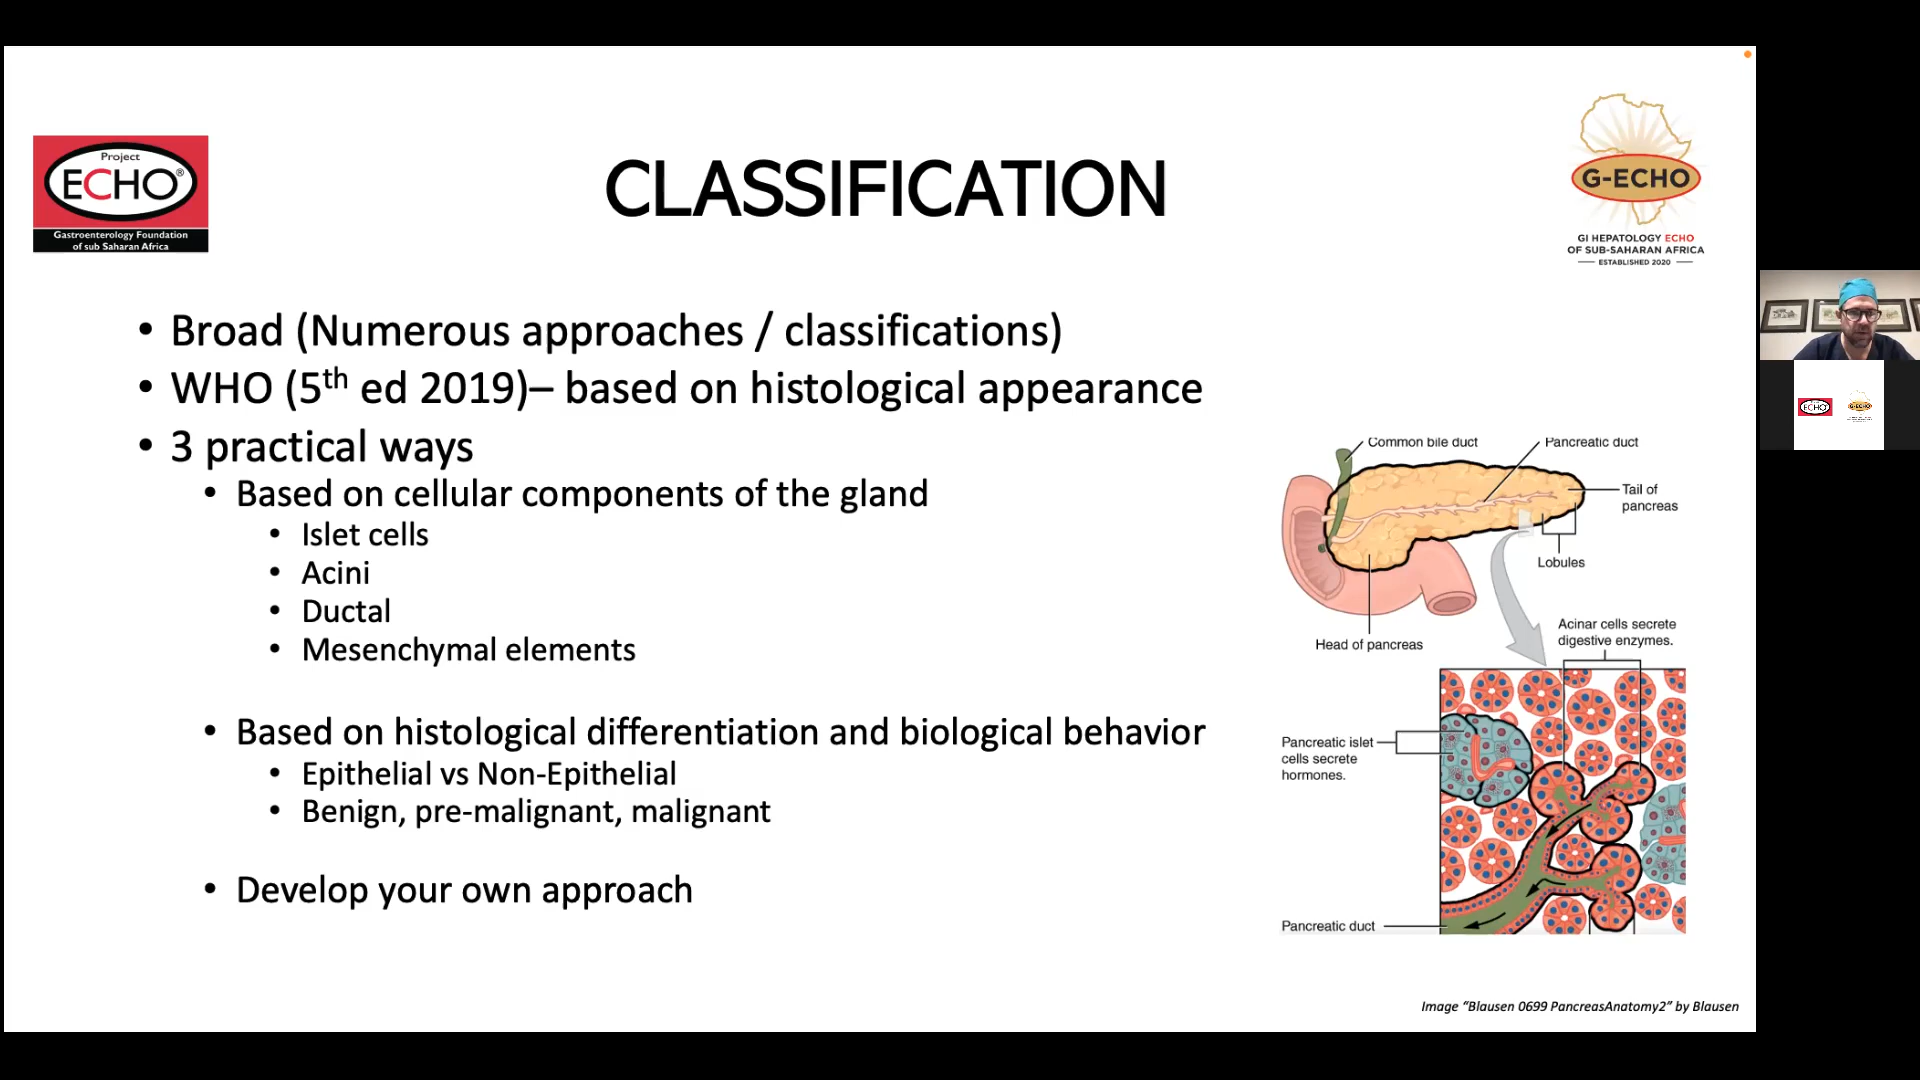 Project
ECHO®
Gastroenterology Foundation
of sub Saharan Africa
CLASSIFICATION
G-ECHO
GI HEPATOLOGY ECHO
OF SUB-SAHARAN AFRICA
ESTABLISHED 2020
• Broad (Numerous approaches / classifications)
• WHO (5th ed 2019)– based on histological appearance
• 3 practical ways
• Based on cellular components of the gland
• Islet cells
• Acini
• Ductal
• Mesenchymal elements
• Based on histological differentiation and biological behavior
• Epithelial vs Non-Epithelial
• Benign, pre-malignant, malignant
• Develop your own approach
Common bile duct
Pancreatic duct
Tail of
pancreas
Lobules
Head of pancreas
Acinar cells secrete
digestive enzymes.
Pancreatic islet
cells secrete
hormones.
Pancreatic duct
Image “Blausen 0699 PancreasAnatomy2” by Blausen
ECHO
G-ECHO